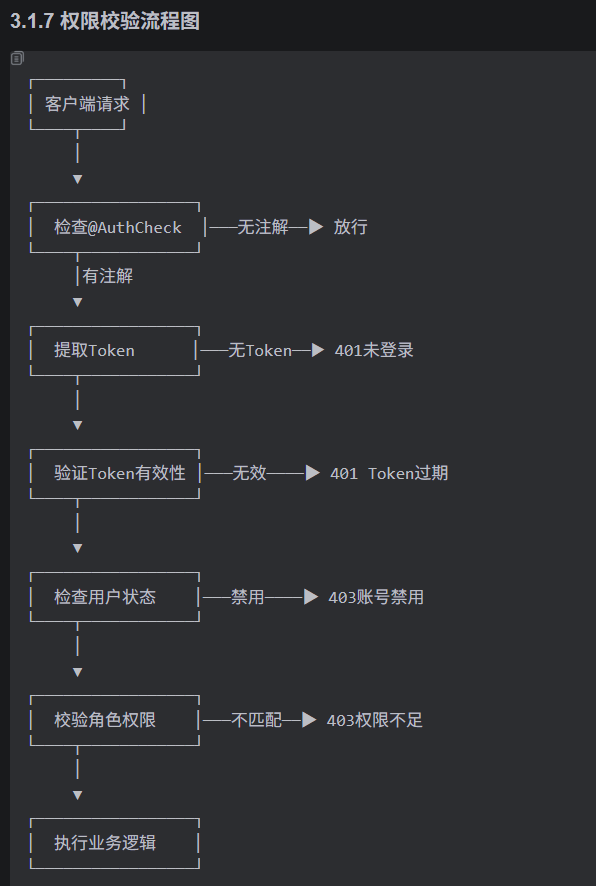 3.1.7 权限校验流程图
客户端请求
检查@AuthCheck 无注解 放行
有注解
提取Token 无Token 401未登录
验证Token有效性 无效 401 Token过期
检查用户状态 禁用 403账号禁用
校验角色权限 不匹配 403权限不足
执行业务逻辑